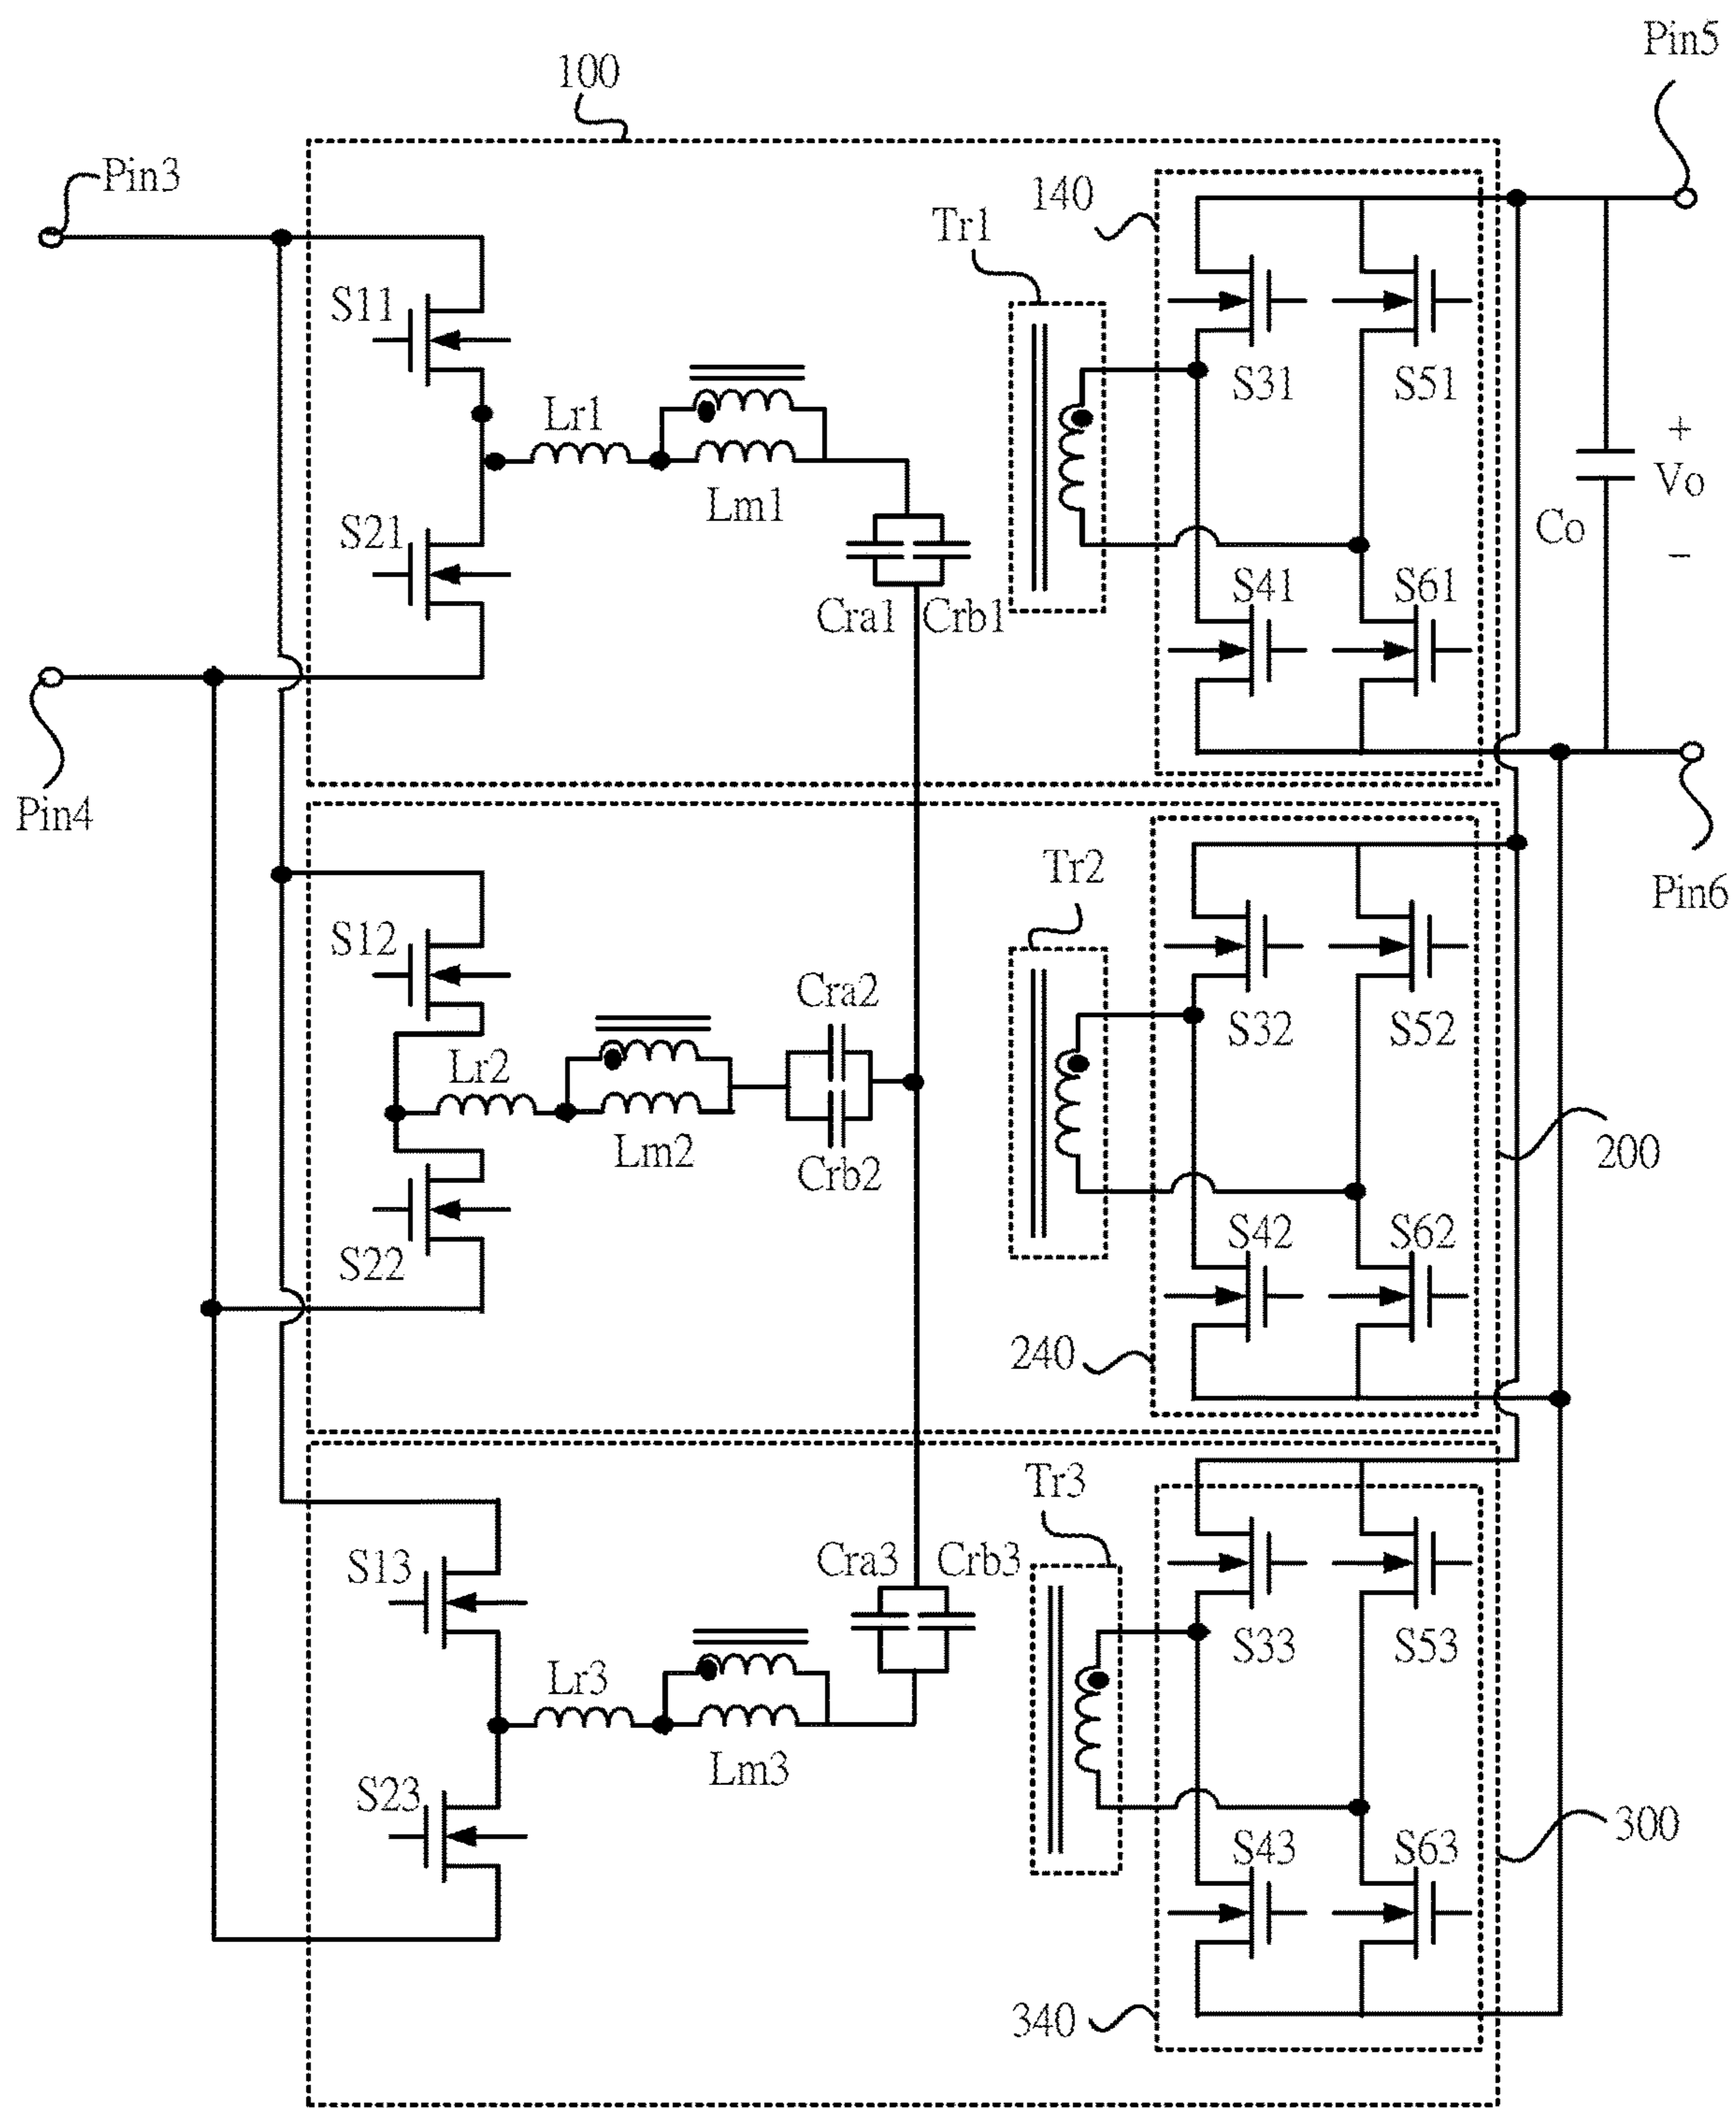 Pin5
100
Pin3
140
Tr1
S11
S31
S51
Lr1
+
Vo
−
Co
Lm1
S21
Cra1
Crb1
S41
S61
Pin4
Tr2
Pin6
S12
Cra2
S32
S52
Lr2
Lm2
Crb2
200
S42
S62
S22
240
Tr3
Cra3
Crb3
S13
S33
S53
Lr3
Lm3
S23
S43
S63
300
340